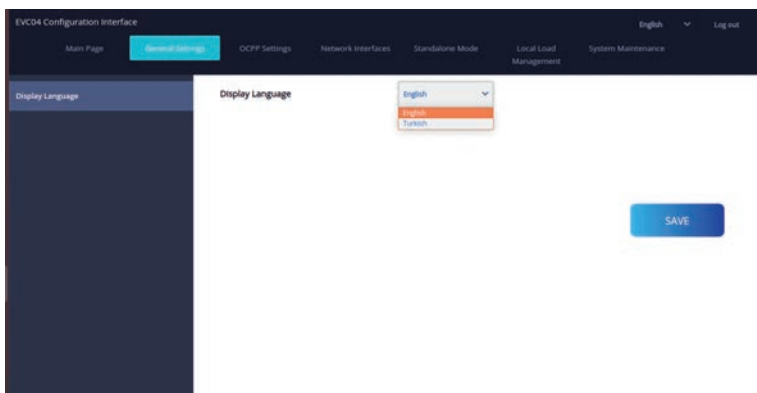 EVC04 Configuration Interface
English
Log out
Main Page
General Settings
OCPP Settings
Network Interfaces
Standalone Mode
Local Load
Management
System Maintenance
Display Language
Display Language
English
English
Turkish
SAVE